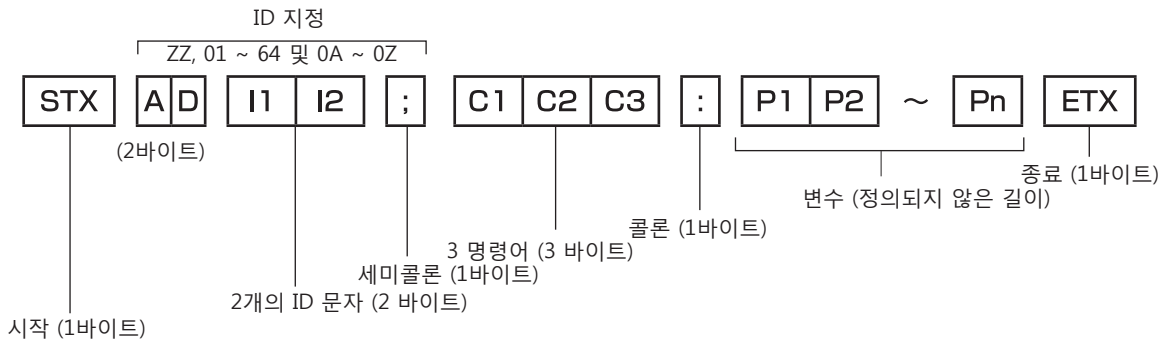 ID 지정
ZZ, 01 ~ 64 및 0A ~ 0Z
STX A D I1 I2 ; C1 C2 C3 : P1 P2 ~ Pn ETX
(2바이트)
종료 (1바이트)
변수 (정의되지 않은 길이)
콜론 (1바이트)
3 명령어 (3 바이트)
세미콜론 (1바이트)
2개의 ID 문자 (2 바이트)
시작 (1바이트)